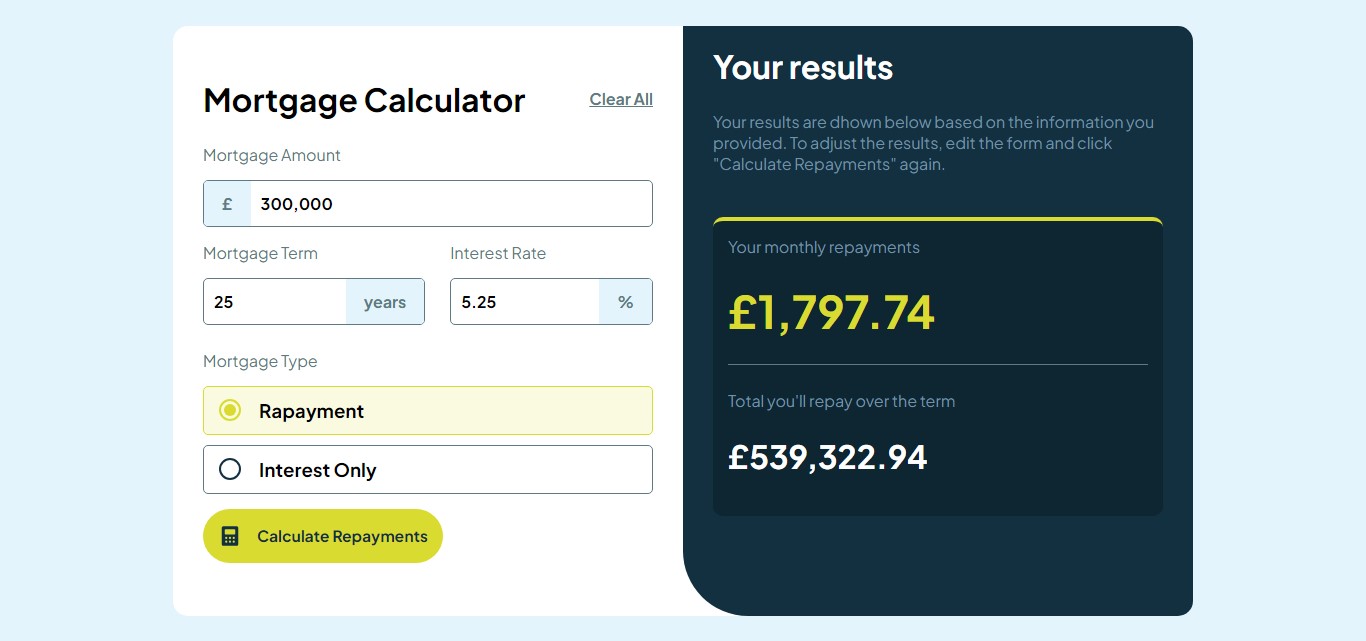 Mortgage Calculator
Clear All
Mortgage Amount
£ 300,000
Mortgage Term
Interest Rate
25 years
5.25 %
Mortgage Type
Rapayment
Interest Only
Calculate Repayments
Your results
Your results are dhown below based on the information you
provided. To adjust the results, edit the form and click
"Calculate Repayments" again.
Your monthly repayments
£1,797.74
Total you'll repay over the term
£539,322.94